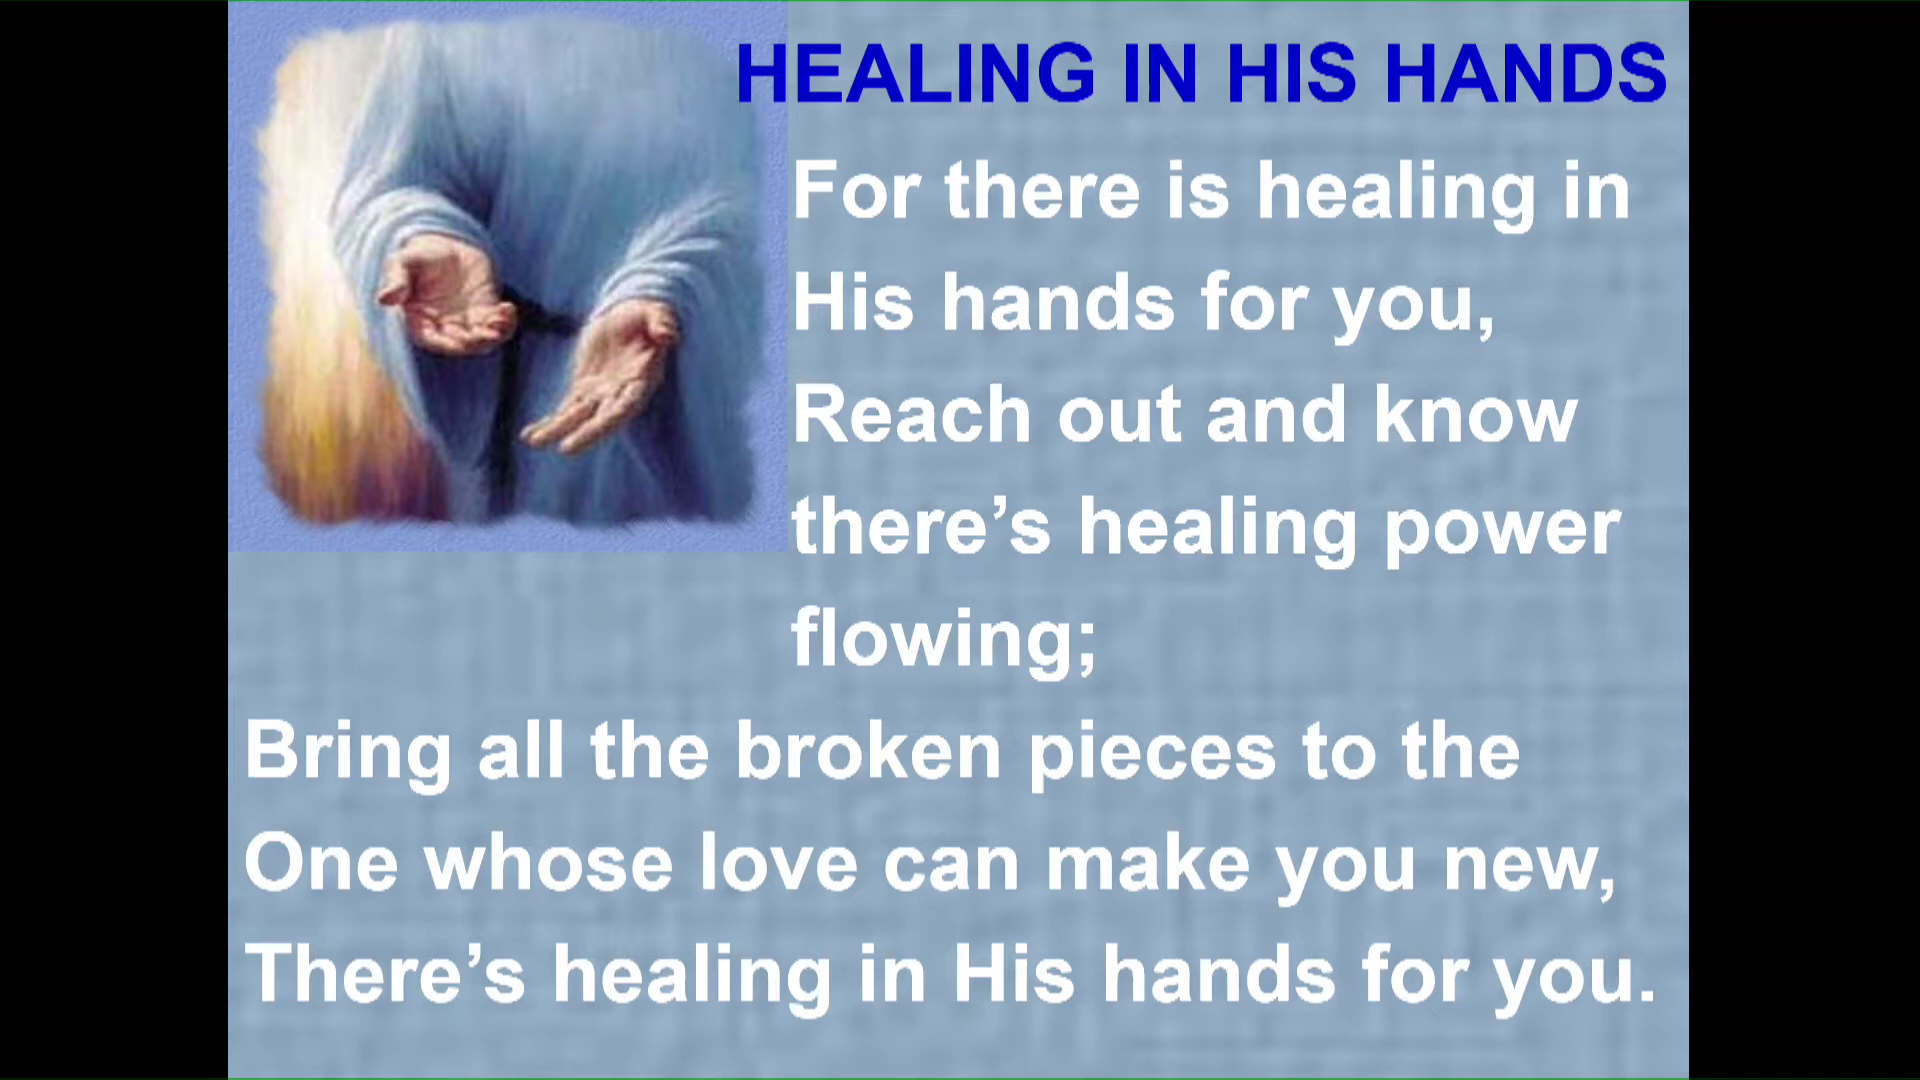 HEALING IN HIS HANDS
For there is healing in
His hands for you,
Reach out and know
there’s healing power
flowing;
Bring all the broken pieces to the
One whose love can make you new,
There’s healing in His hands for you.